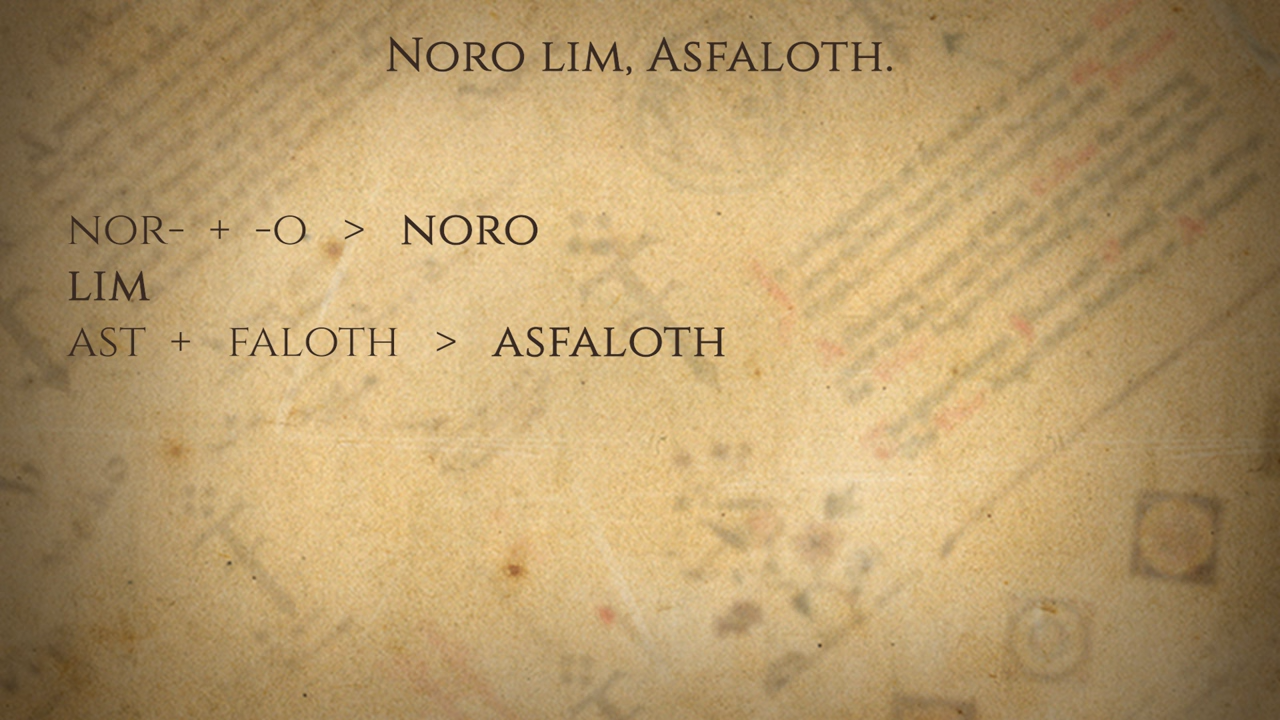 Noro lim, Asfaloth.
NOR- + -O > NORO
LIM
AST + FALOTH > ASFALOTH